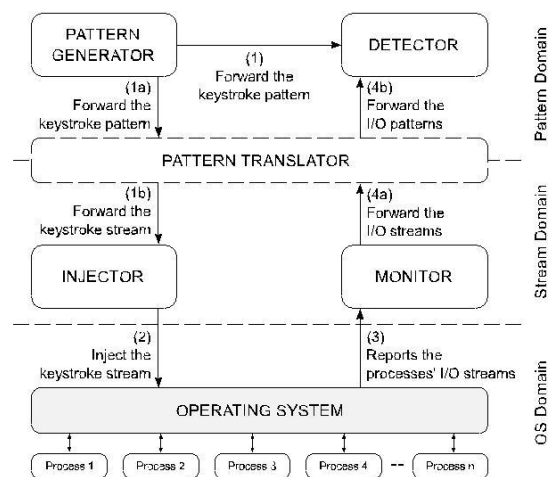 PATTERN
GENERATOR
DETECTOR
(1)
Forward the
keystroke pattern
(1a)
Forward the
keystroke pattern
(4b)
Forward the
I/O patterns
Pattern Domain
PATTERN TRANSLATOR
(1b)
Forward the
keystroke stream
(4a)
Forward the
I/O streams
Stream Domain
INJECTOR
MONITOR
(2)
Inject the
keystroke stream
(3)
Reports the
processes' I/O streams
OPERATING SYSTEM
OS Domain
Process 1
Process 2
Process 3
Process 4
--
Process n